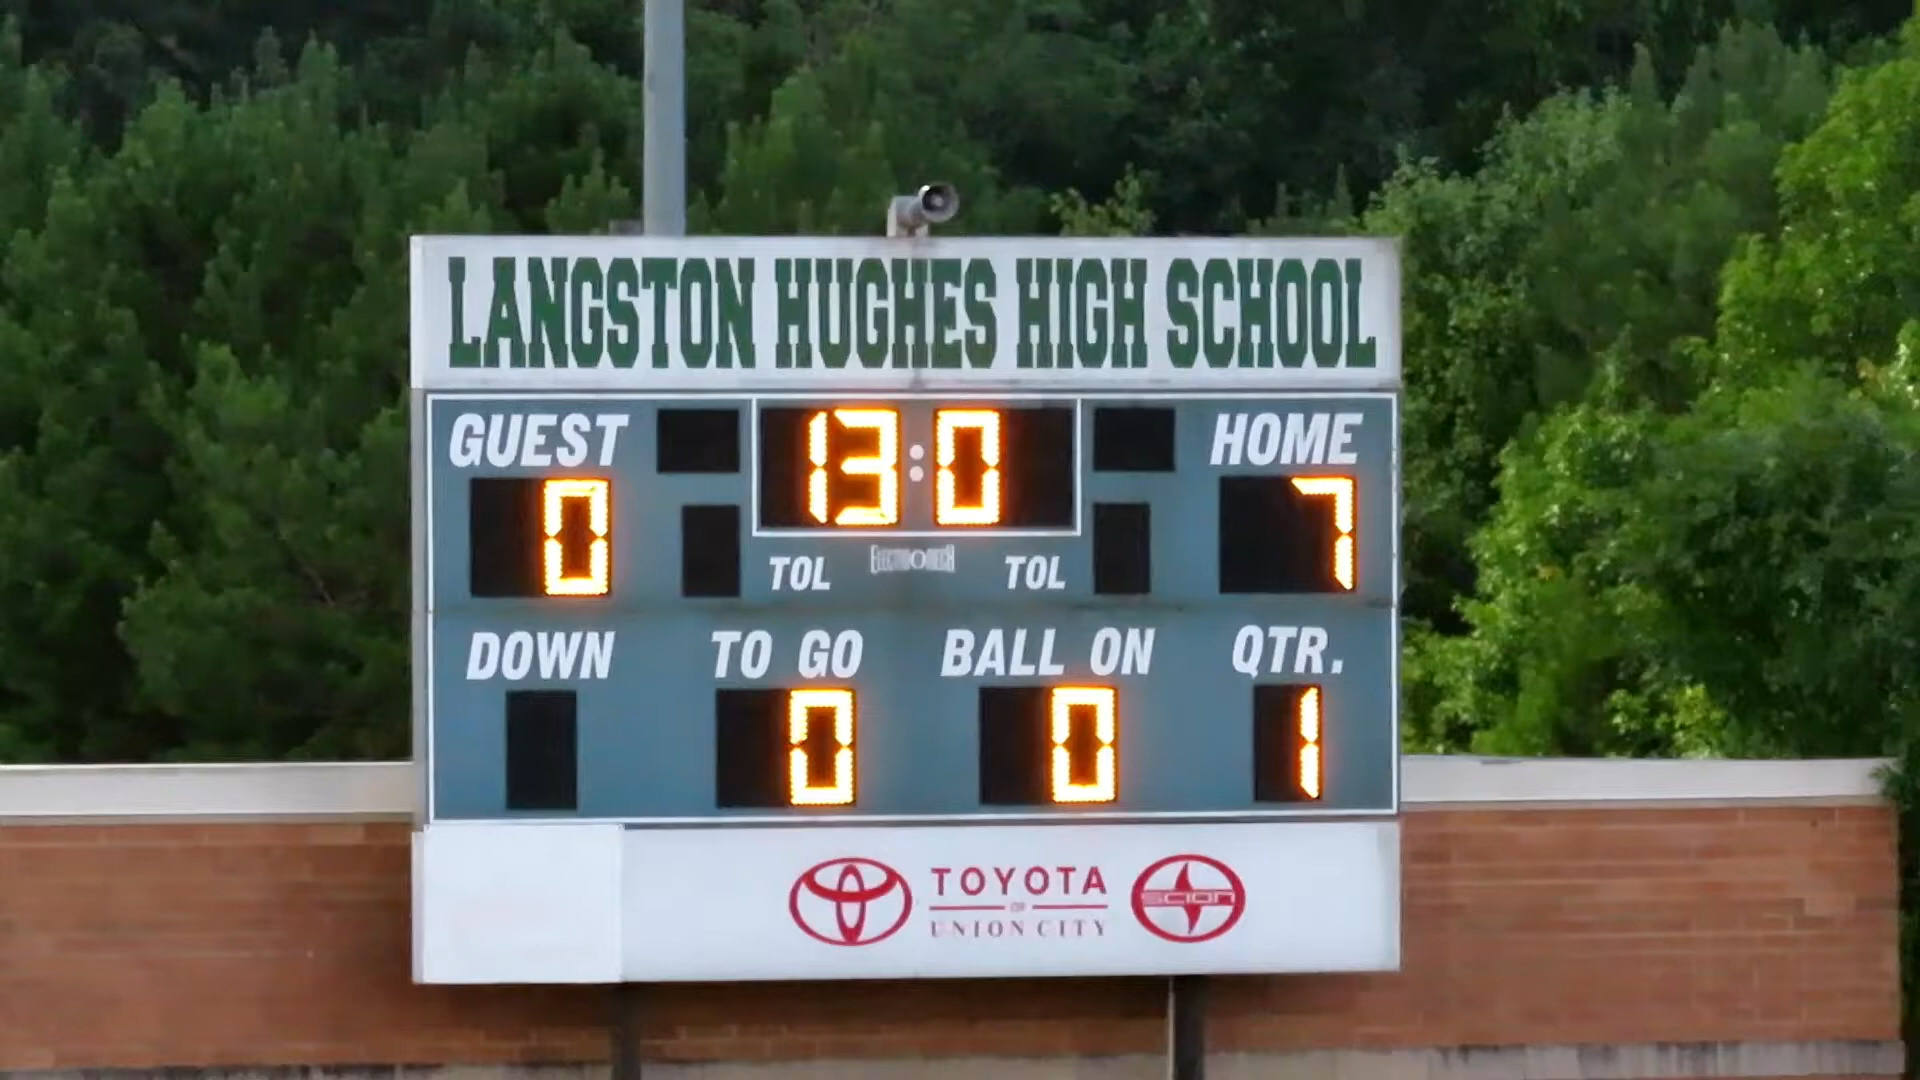 LANGSTON HUGHES HIGH SCHOOL
GUEST 13:0 HOME
0 7
TOL TOL
DOWN TO GO BALL ON QTR.
0 0 1
TOYOTA
OF
UNION CITY
SCION